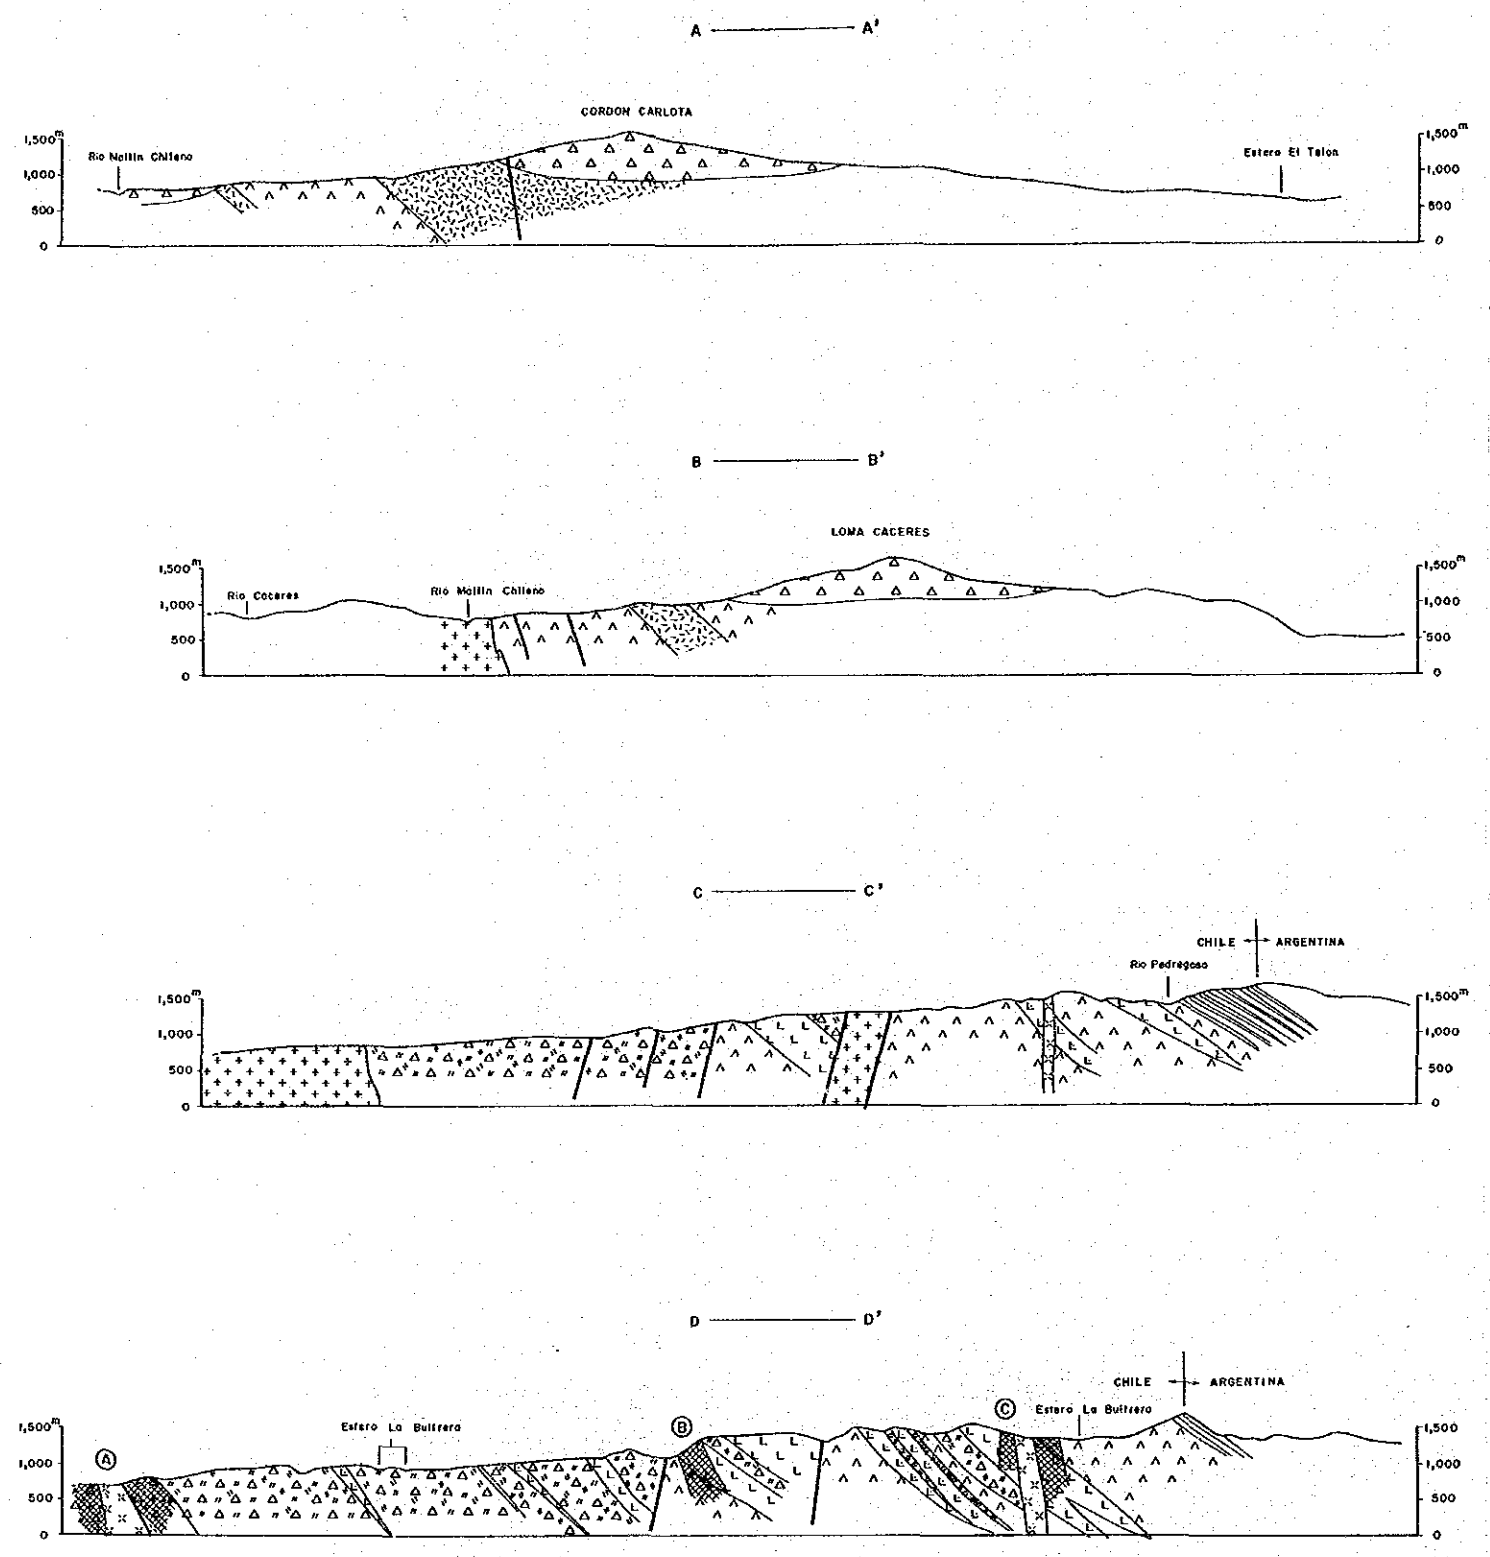 A A'
CORDON CARLOTA
1,500m 1,500m
Rio Mallin Chileno Estero El Talon
1,000 1,000
500 500
0 0
B B'
LOMA CACERES
1,500m 1,500m
Rio Caceres Rio Mallin Chileno
1,000 1,000
500 500
0 0
C C'
CHILE ARGENTINA
Rio Pedregoso
1,500m 1,500m
1,000 1,000
500 500
0 0
D D'
CHILE ARGENTINA
Estero La Buitrera B C Estero La Buitrera
1,500m 1,500
A
1,000 1,000
500 500
0 0